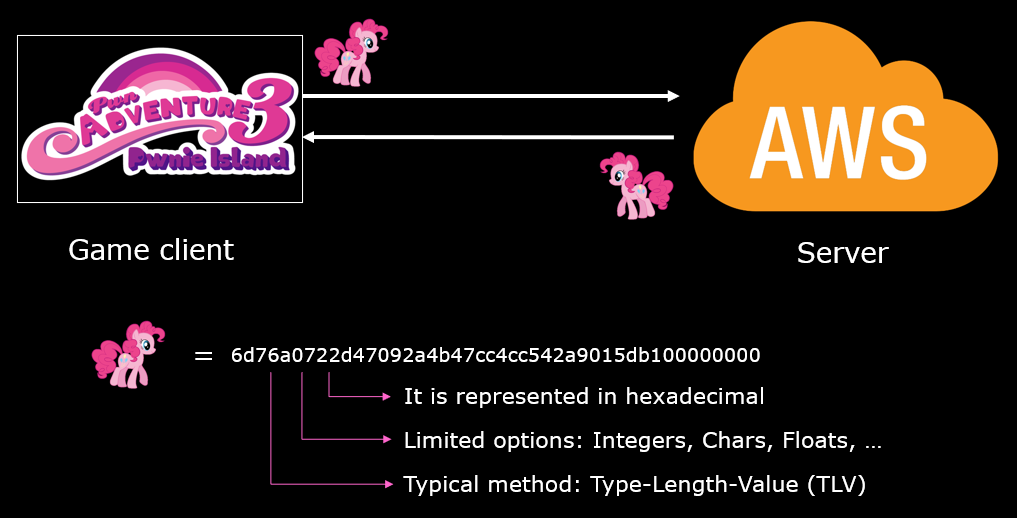 Pwn
ADVENTURE 3
Pwnie Island
AWS
Game client
Server
= 6d76a0722d47092a4b47cc4cc542a9015db100000000
It is represented in hexadecimal
Limited options: Integers, Chars, Floats, …
Typical method: Type-Length-Value (TLV)